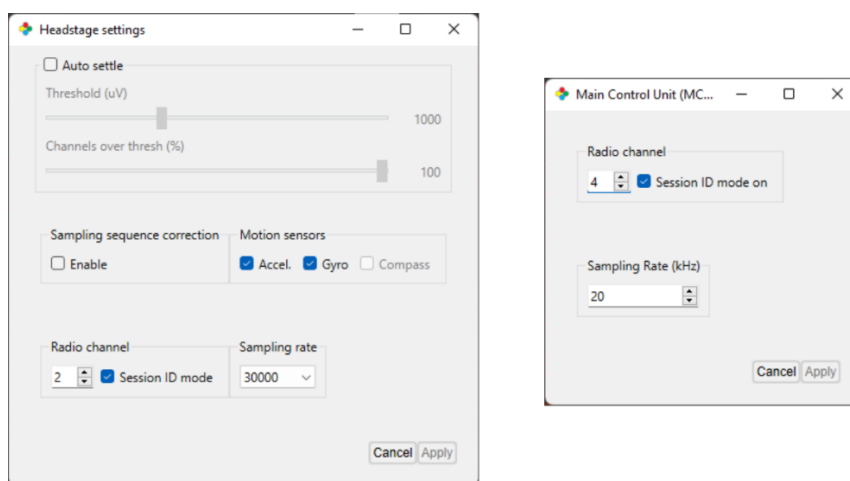 Headstage settings
Auto settle
Threshold (uV)
1000
Channels over thresh (%)
100
Sampling sequence correction
Enable
Motion sensors
Accel. Gyro Compass
Radio channel
2 Session ID mode
Sampling rate
30000
Cancel Apply
Main Control Unit (MC...
Radio channel
4 Session ID mode on
Sampling Rate (kHz)
20
Cancel Apply